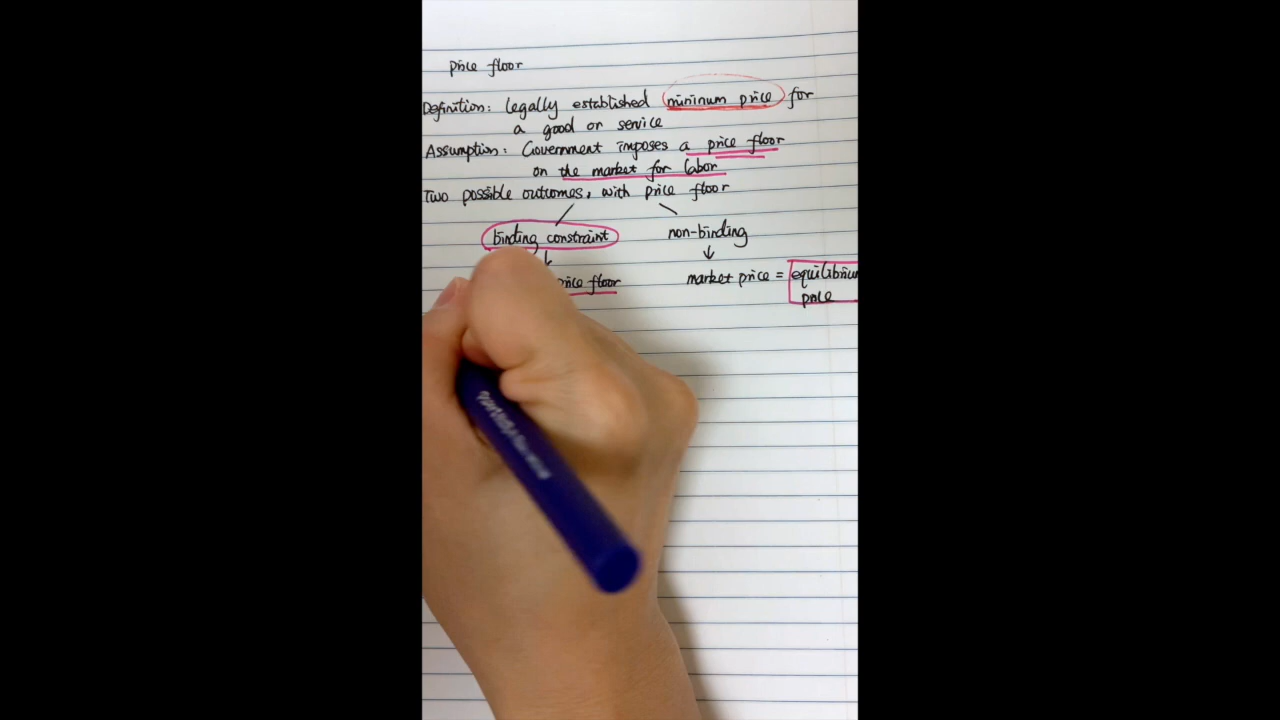 price floor
Definition: legally established minimum price for
a good or service
Assumption: Government imposes a price floor
on the market for labor
Two possible outcomes, with price floor
binding constraint non-binding
price floor market price = equilibrium
price